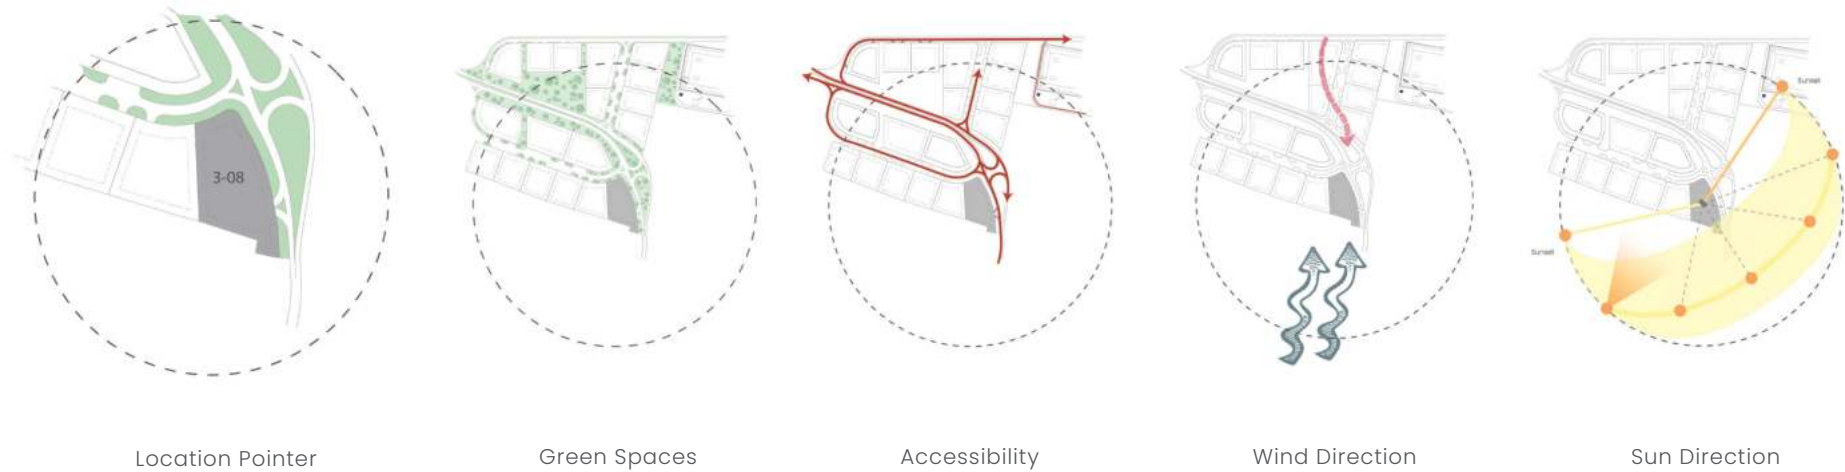 3-08
Sunset
Sunset
Location Pointer
Green Spaces
Accessibility
Wind Direction
Sun Direction